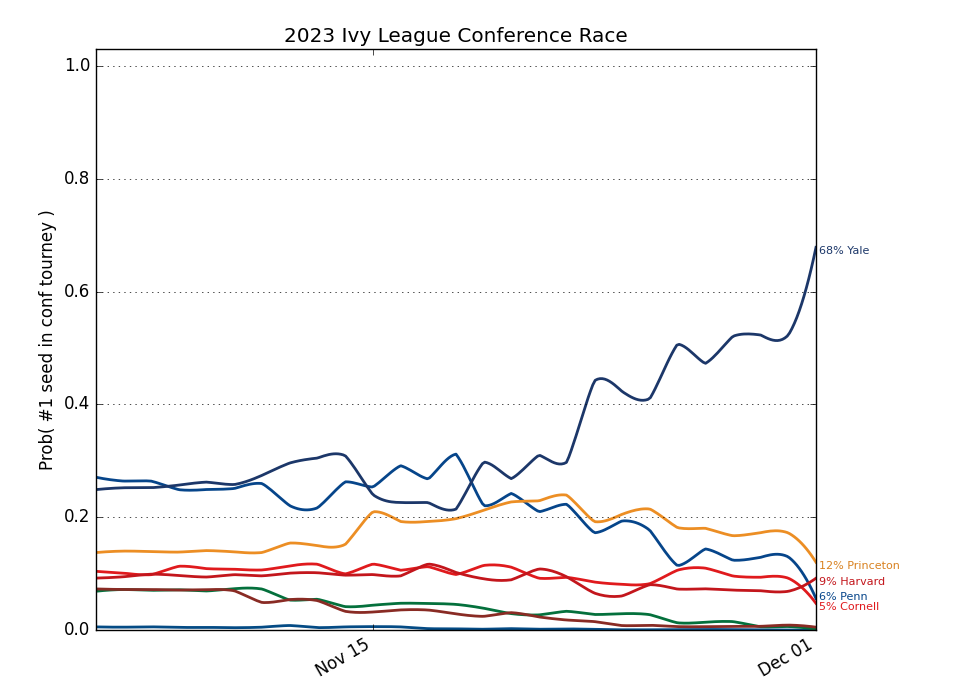 2023 Ivy League Conference Race
Prob( #1 seed in conf tourney )
1.0
0.8
0.6
0.4
0.2
0.0
68% Yale
12% Princeton
9% Harvard
6% Penn
5% Cornell
Nov 15
Dec 01